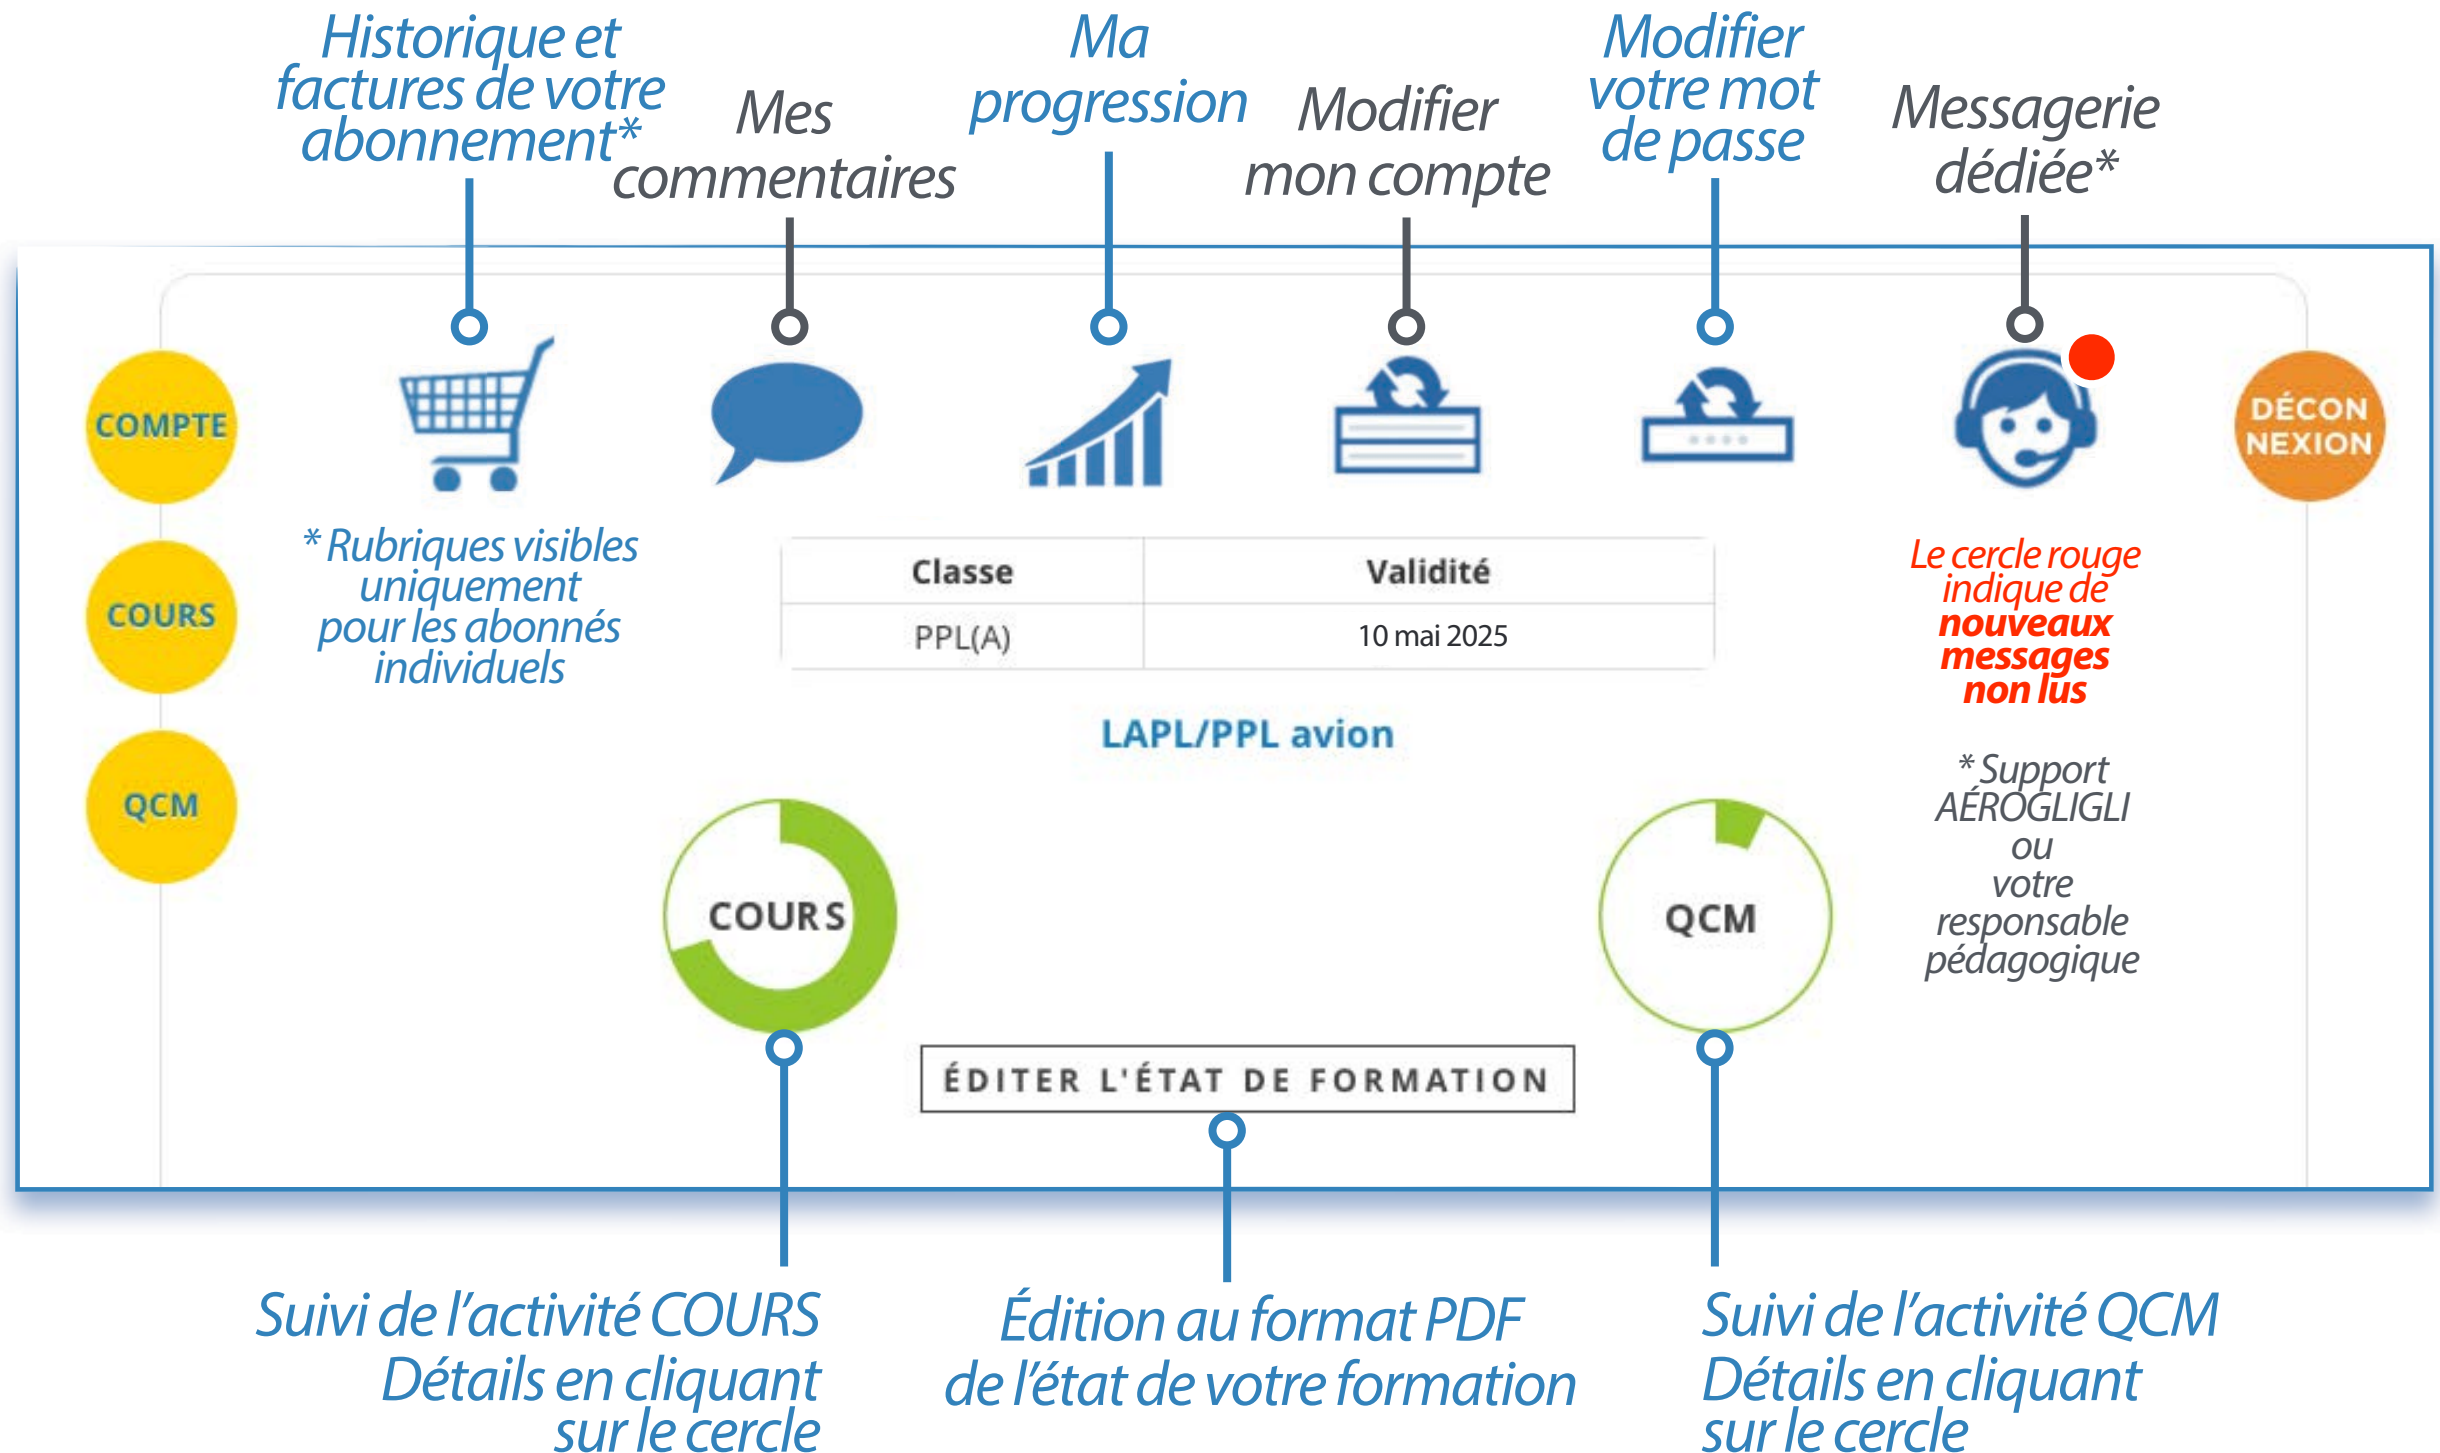 Historique et
factures de votre
abonnement*
Mes
commentaires
Ma
progression
Modifier
mon compte
Modifier
votre mot
de passe
Messagerie
dédiée*
COMPTE
COURS
QCM
DÉCON
NEXION
* Rubriques visibles
uniquement
pour les abonnés
individuels
Classe Validité
PPL(A) 10 mai 2025
LAPL/PPL avion
Le cercle rouge
indique de
nouveaux
messages
non lus
* Support
AÉROGLIGLI
ou
votre
responsable
pédagogique
COURS
QCM
ÉDITER L'ÉTAT DE FORMATION
Suivi de l’activité COURS
Détails en cliquant
sur le cercle
Édition au format PDF
de l’état de votre formation
Suivi de l’activité QCM
Détails en cliquant
sur le cercle